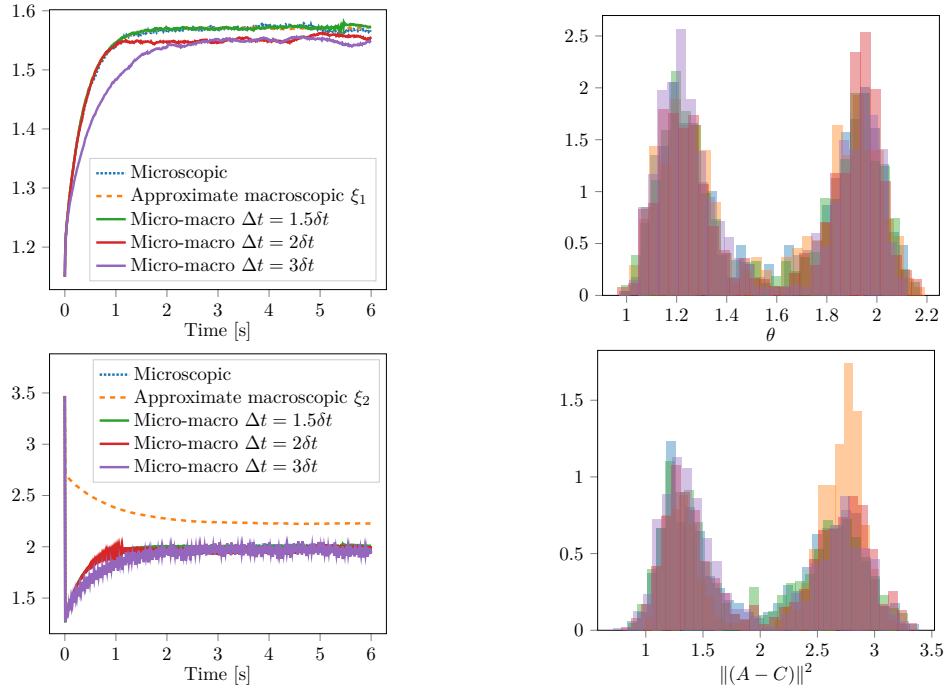 1.6
1.5
1.4
1.3
1.2
Microscopic
Approximate macroscopic ξ₁
Micro-macro Δt = 1.5δt
Micro-macro Δt = 2δt
Micro-macro Δt = 3δt
0 1 2 3 4 5 6
Time [s]
2.5
2
1.5
1
0.5
0
1 1.2 1.4 1.6 1.8 2 2.2
θ
3.5
3
2.5
2
1.5
Microscopic
Approximate macroscopic ξ₂
Micro-macro Δt = 1.5δt
Micro-macro Δt = 2δt
Micro-macro Δt = 3δt
0 1 2 3 4 5 6
Time [s]
1.5
1
0.5
0
1 1.5 2 2.5 3 3.5
‖(A − C)‖²